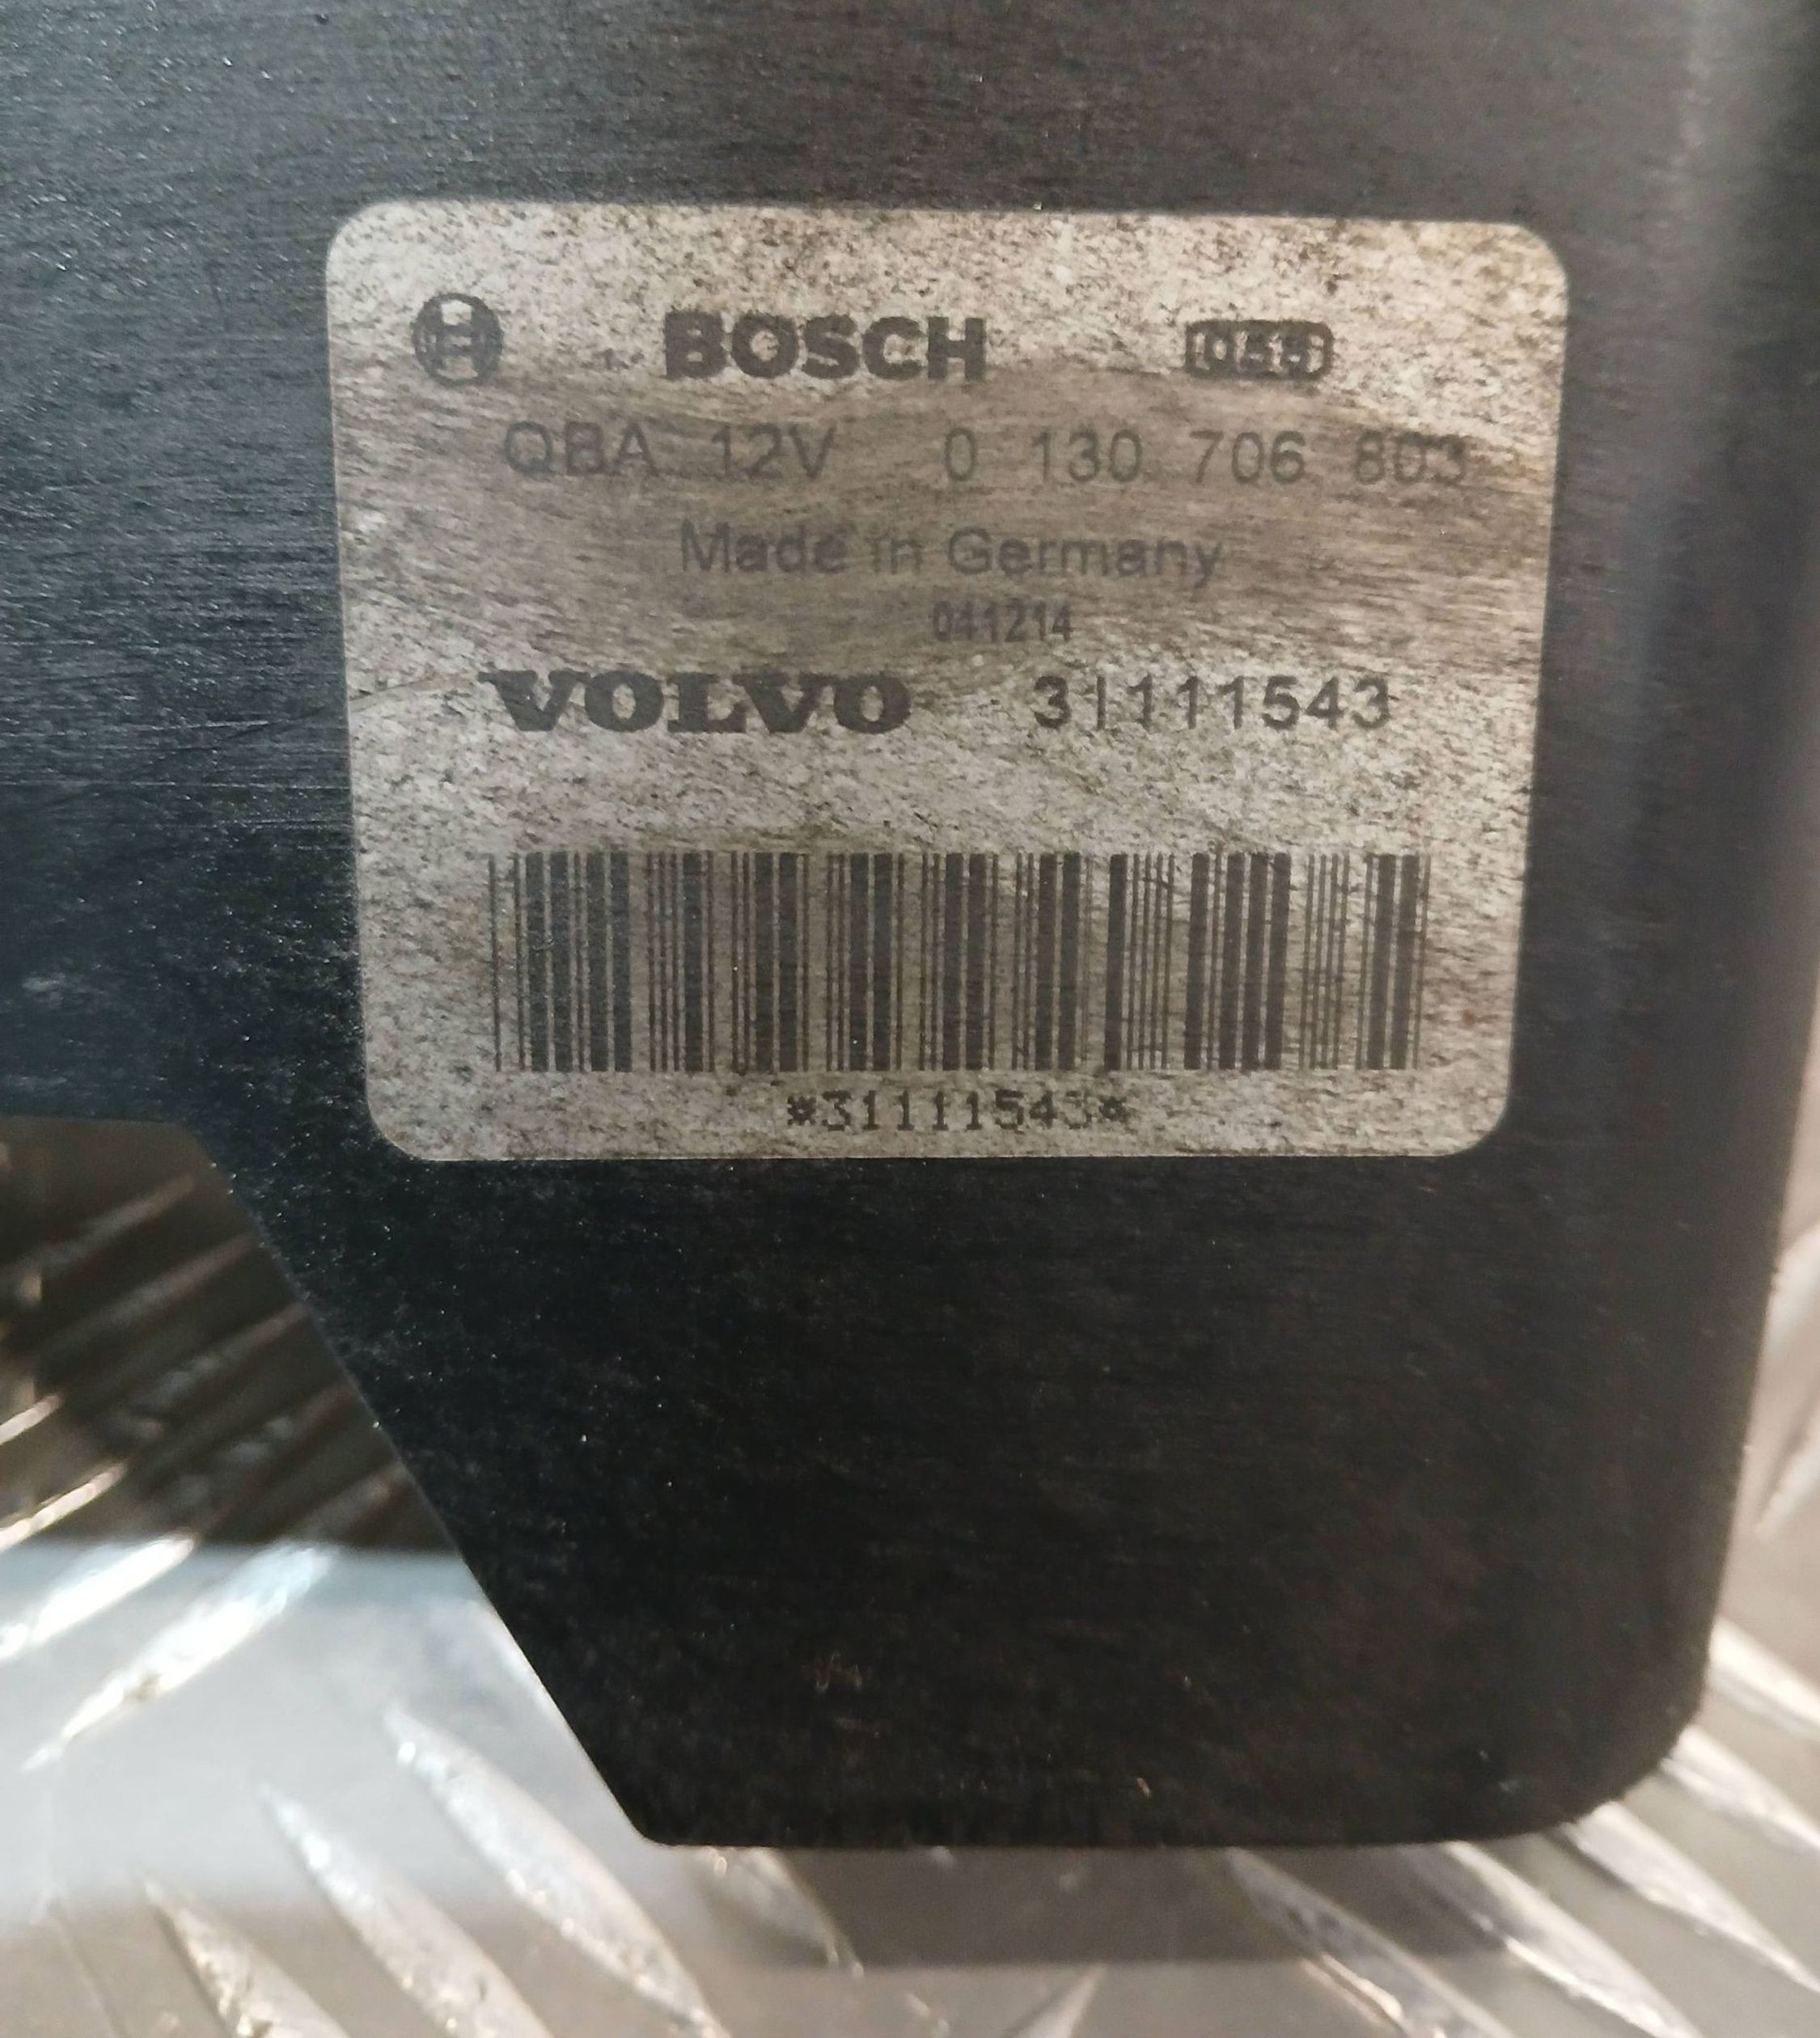 BOSCH
QBA 12V 0 130 706 803
Made in Germany
041214
VOLVO 31111543
*31111543*